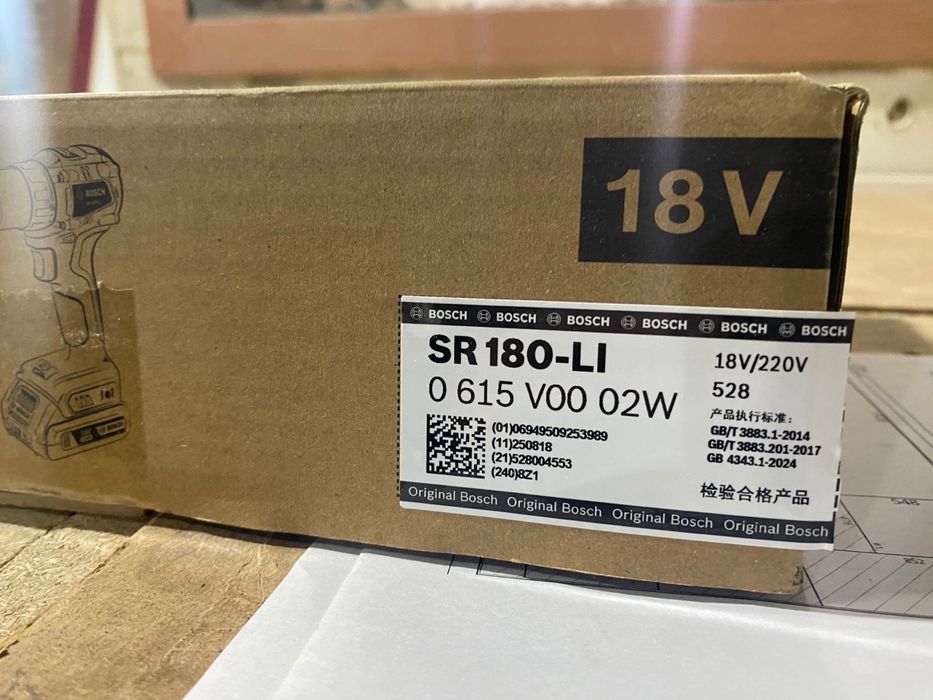 BOSCH
18V
BOSCH BOSCH BOSCH BOSCH BOSCH BOSCH
SR 180-LI
0 615 V00 02W
18V/220V
528
产品执行标准:
GB/T 3883.1-2014
GB/T 3883.201-2017
GB 4343.1-2024
(01)06949509253989
(11)250818
(21)528004553
(240)8Z1
检验合格产品
Original Bosch Original Bosch Original Bosch Original Bosch
BOSCH
548